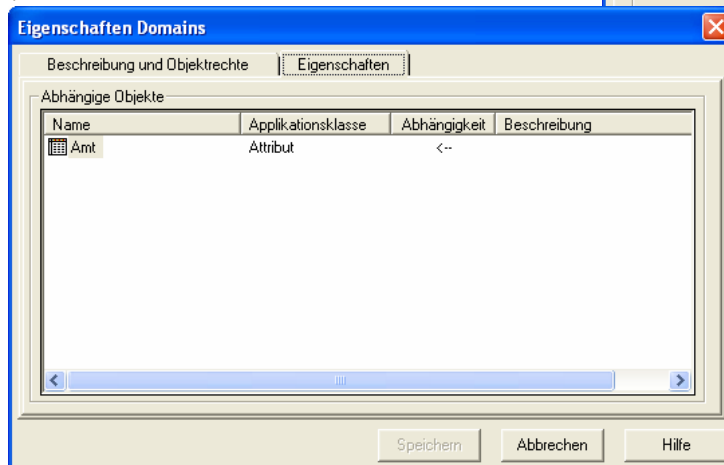 Eigenschaften Domains
Beschreibung und Objektrechte Eigenschaften
Abhängige Objekte
Name Applikationsklasse Abhängigkeit Beschreibung
Amt Attribut <--
Speichern Abbrechen Hilfe